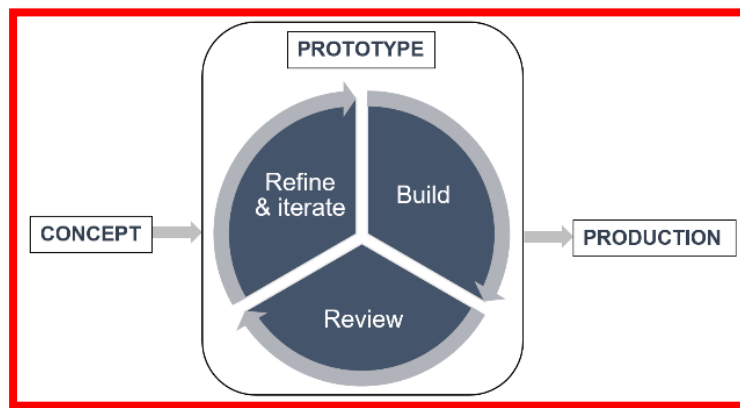 PROTOTYPE
Refine
& iterate
Build
CONCEPT
PRODUCTION
Review